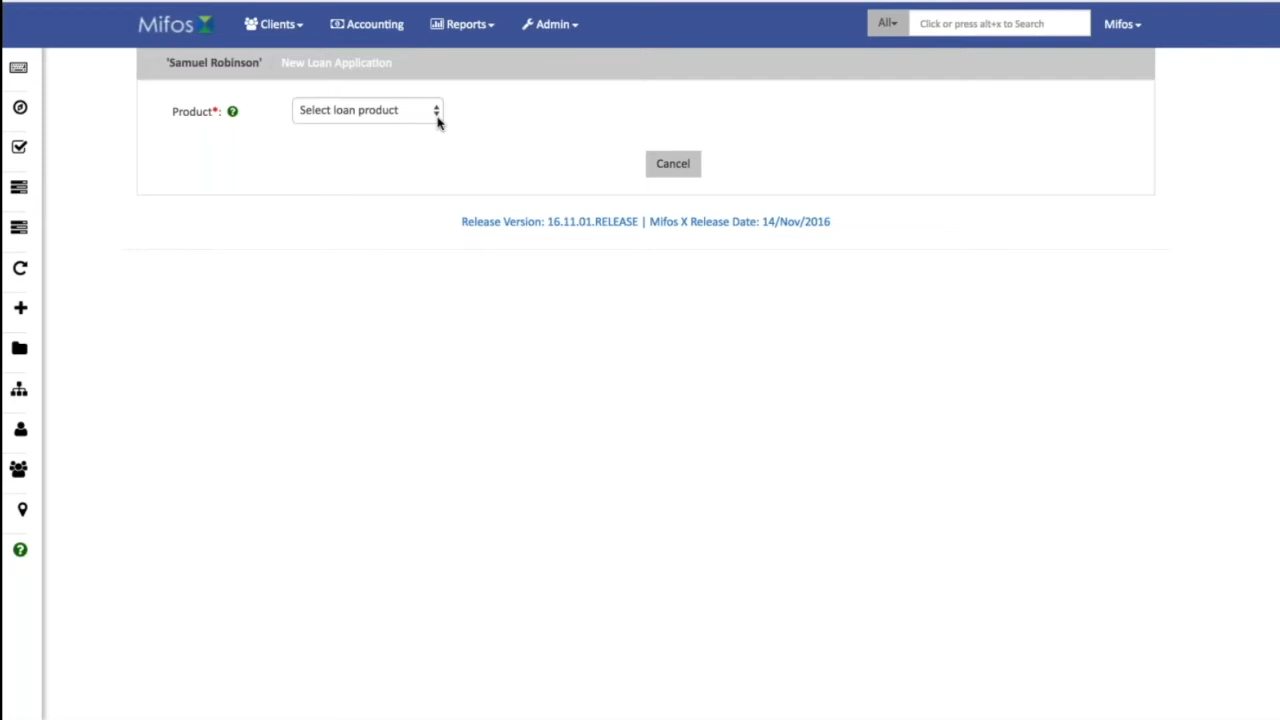 Mifos Clients Accounting Reports Admin All Click or press alt+x to Search Mifos
'Samuel Robinson' New Loan Application
Product*: ? Select loan product
Cancel
Release Version: 16.11.01.RELEASE | Mifos X Release Date: 14/Nov/2016
?